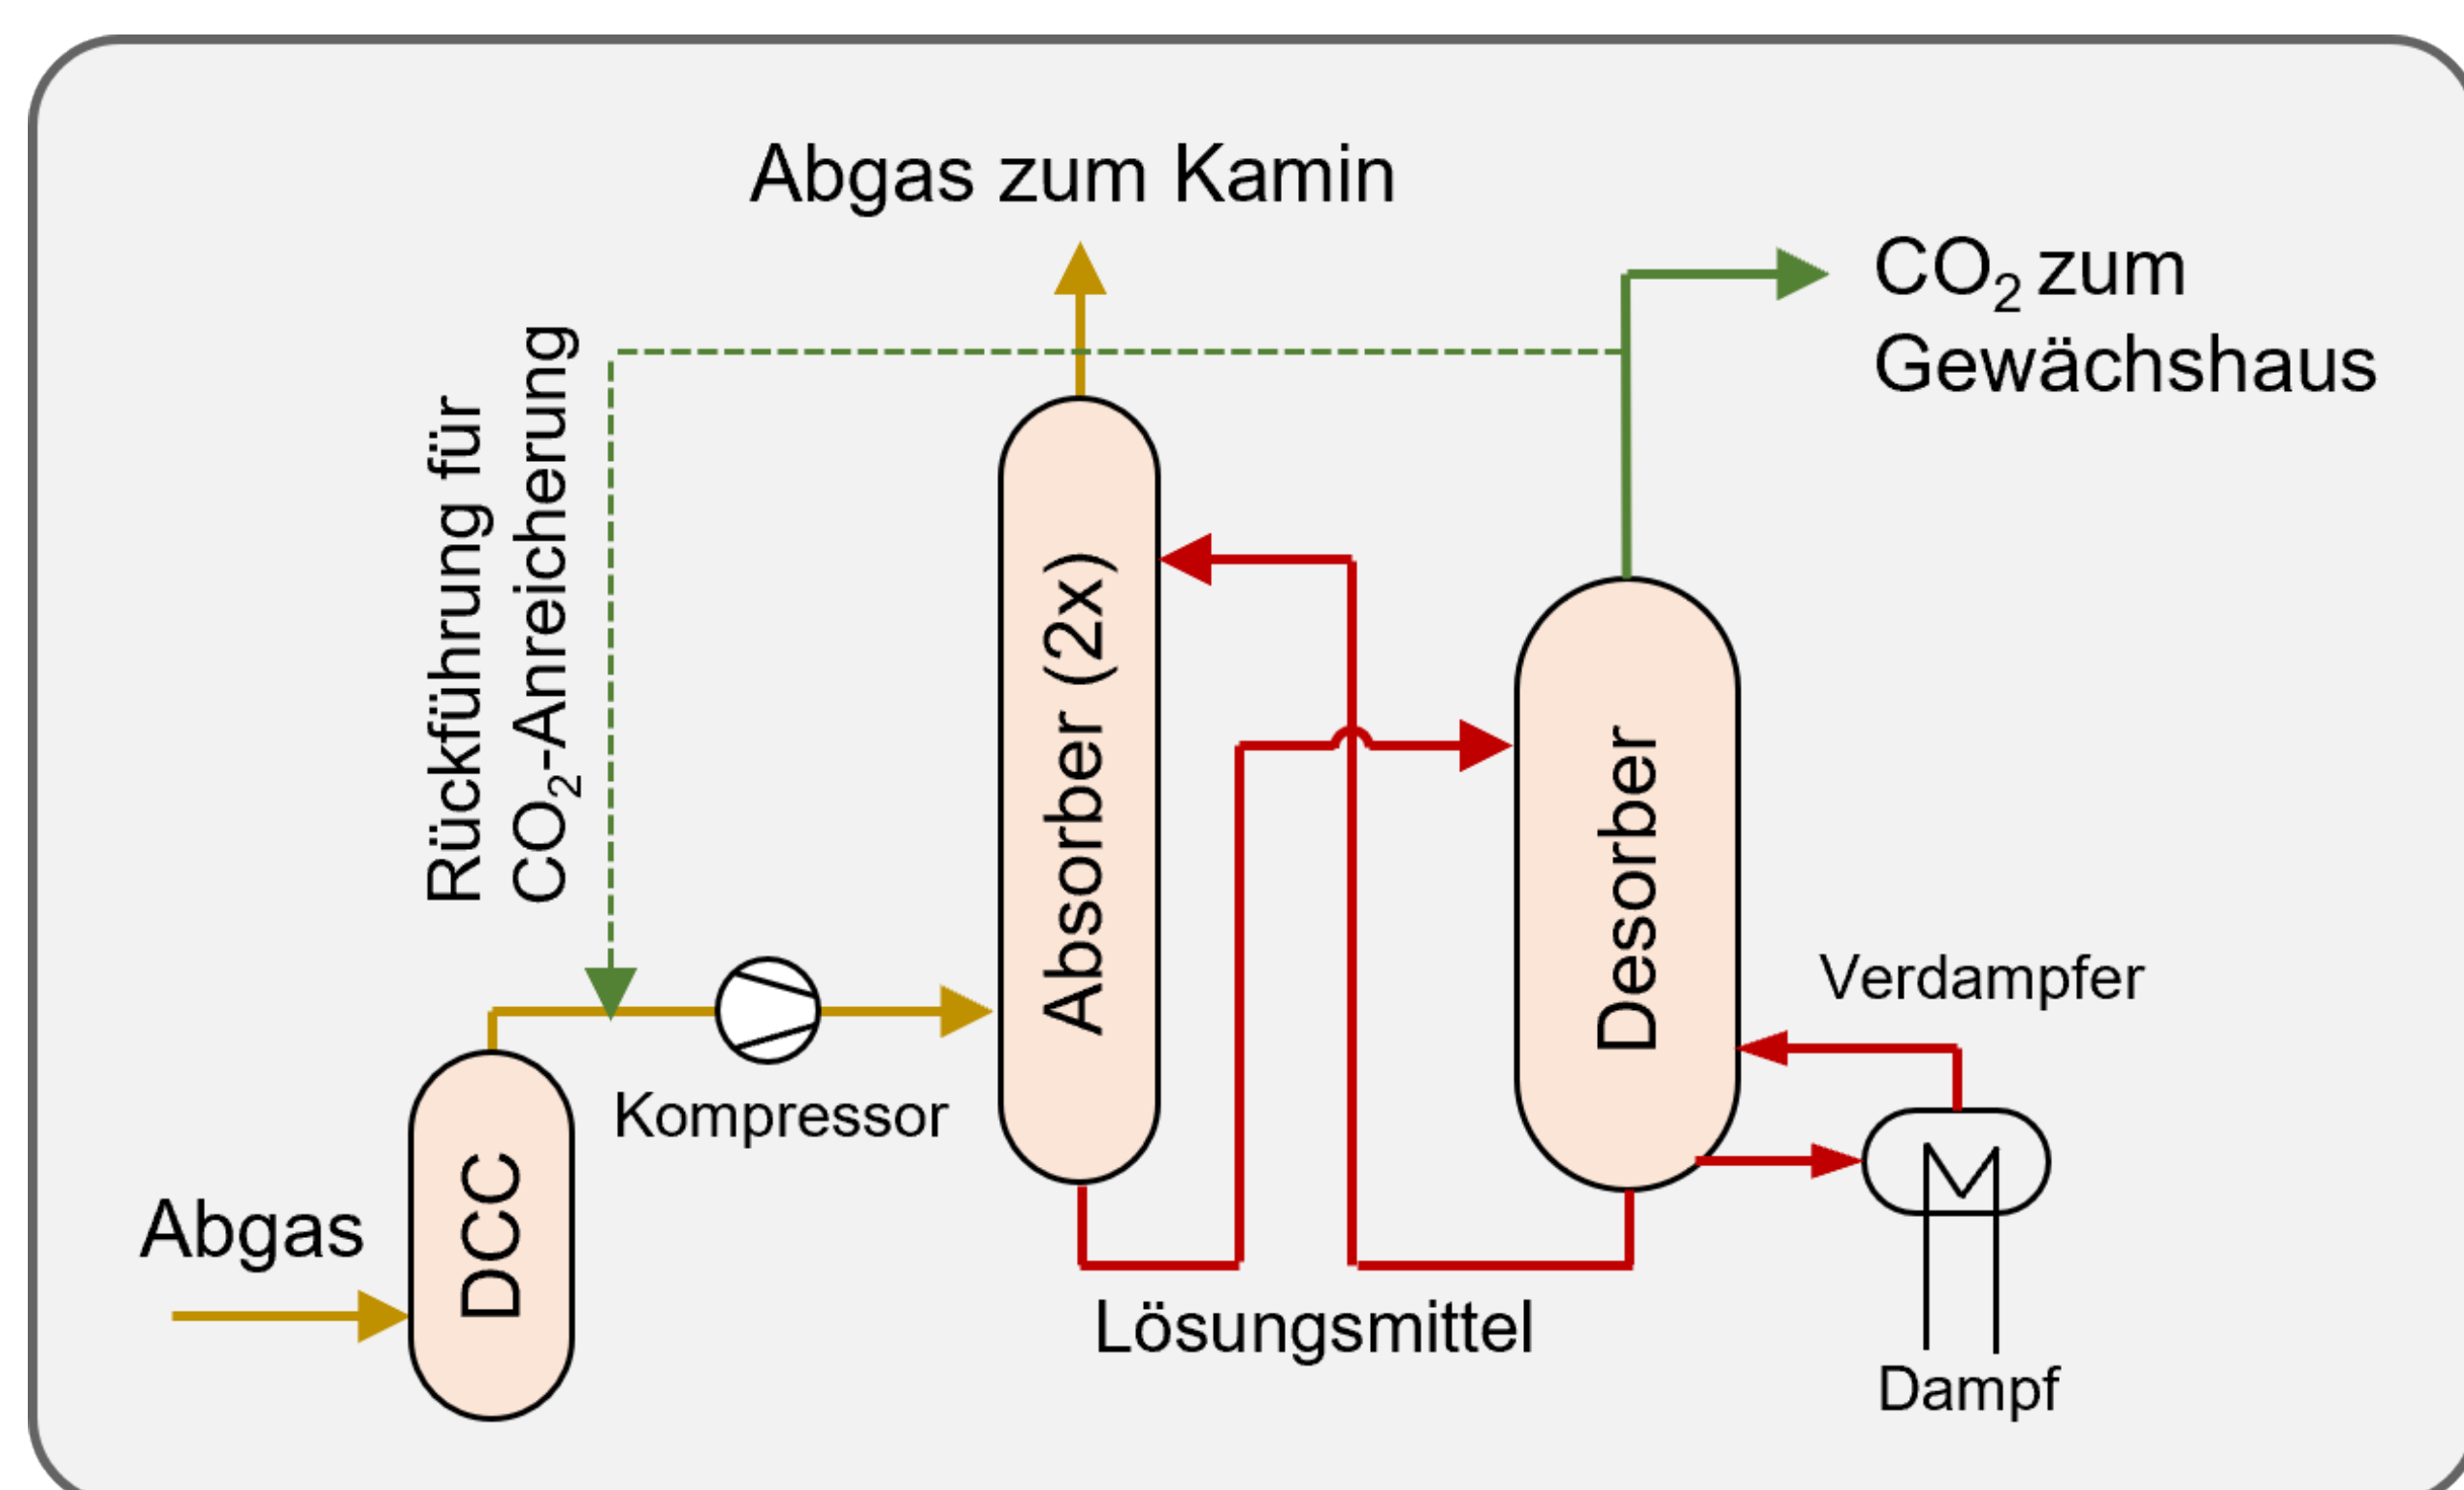 Abgas zum Kamin
CO₂ zum
Gewächshaus
Rückführung für
CO₂-Anreicherung
Absorber (2x)
Desorber
Verdampfer
Kompressor
DCC
Abgas
Lösungsmittel
Dampf